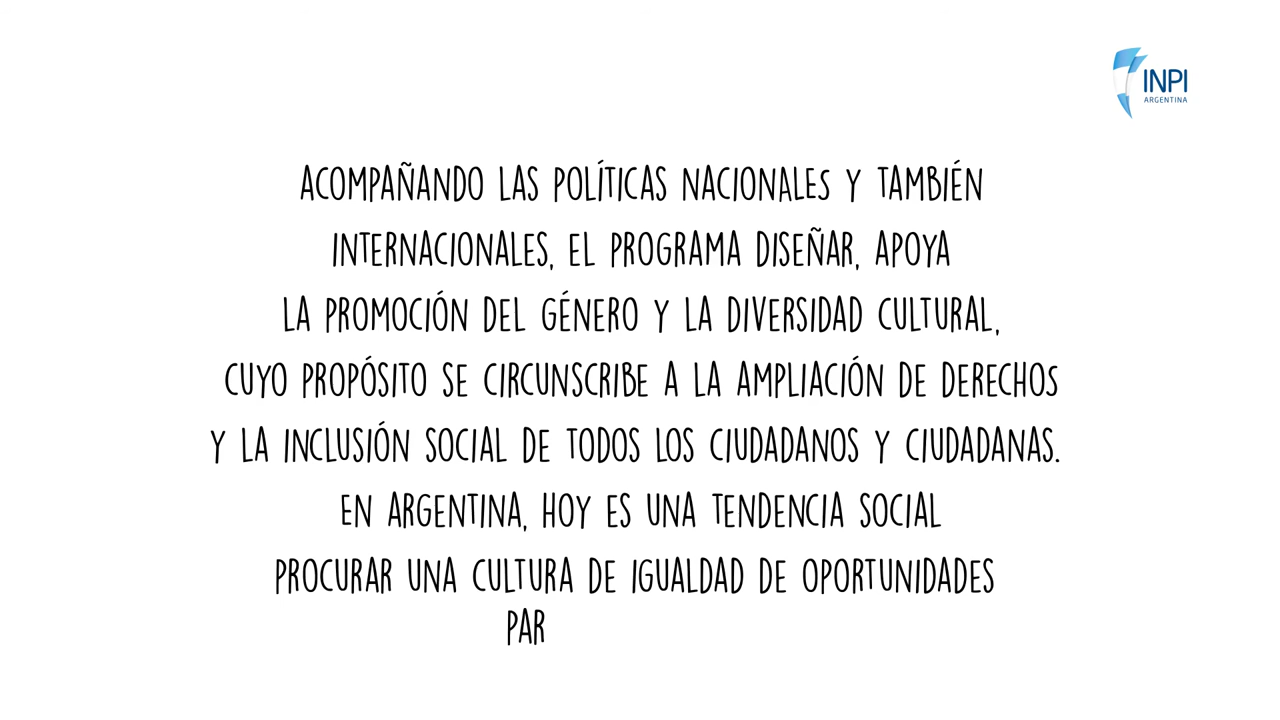 INPI
ARGENTINA
ACOMPAÑANDO LAS POLÍTICAS NACIONALES Y TAMBIÉN
INTERNACIONALES, EL PROGRAMA DISEÑAR, APOYA
LA PROMOCIÓN DEL GÉNERO Y LA DIVERSIDAD CULTURAL,
CUYO PROPÓSITO SE CIRCUNSCRIBE A LA AMPLIACIÓN DE DERECHOS
Y LA INCLUSIÓN SOCIAL DE TODOS LOS CIUDADANOS Y CIUDADANAS.
EN ARGENTINA, HOY ES UNA TENDENCIA SOCIAL
PROCURAR UNA CULTURA DE IGUALDAD DE OPORTUNIDADES
PAR